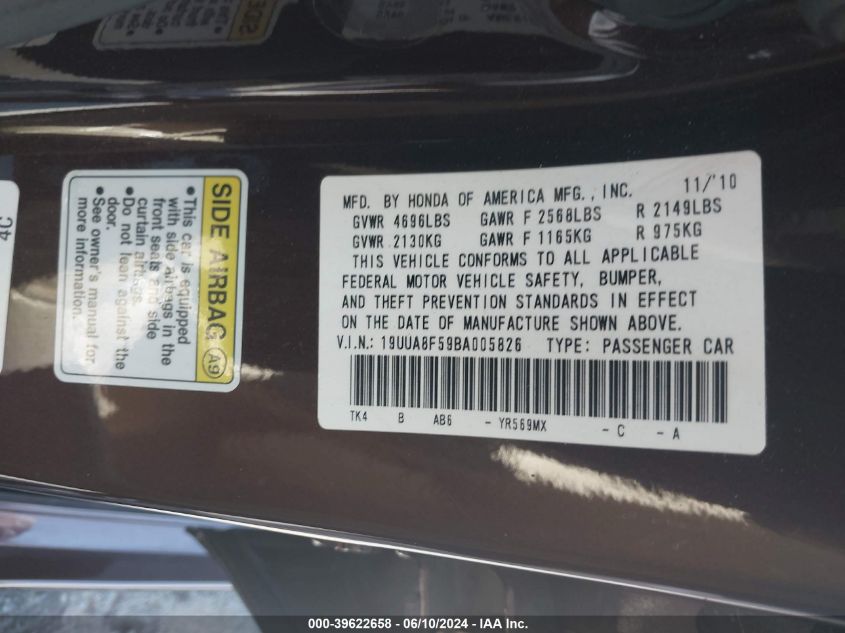 MFD. BY HONDA OF AMERICA MFG., INC. 11/'10
GVWR 4696LBS GAWR F 2568LBS R 2149LBS
GVWR 2130KG GAWR F 1165KG R 975KG
THIS VEHICLE CONFORMS TO ALL APPLICABLE
FEDERAL MOTOR VEHICLE SAFETY, BUMPER,
AND THEFT PREVENTION STANDARDS IN EFFECT
ON THE DATE OF MANUFACTURE SHOWN ABOVE.
V.I.N.: 19UUA8F59BA005826 TYPE: PASSENGER CAR
TK4 B AB6 - YR569MX - C - A
SIDE AIRBAG A9
• This car is equipped
with side airbags in the
front seats and side
curtain airbags.
• Do not lean against the
door.
• See owner's manual for
more information.
4C
000-39622658 - 06/10/2024 - IAAI.com